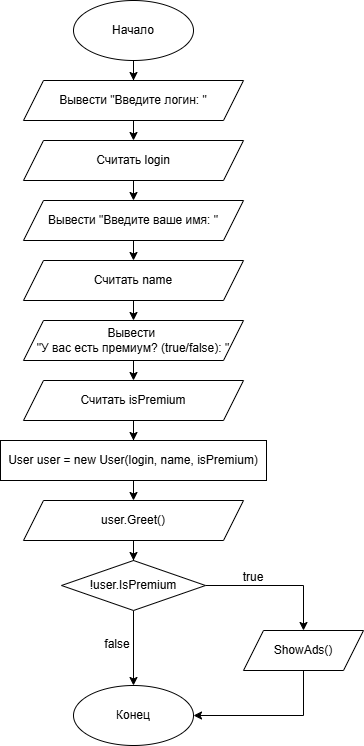 Начало
Вывести "Введите логин: "
Считать login
Вывести "Введите ваше имя: "
Считать name
Вывести
"У вас есть премиум? (true/false): "
Считать isPremium
User user = new User(login, name, isPremium)
user.Greet()
!user.IsPremium
true
false
ShowAds()
Конец